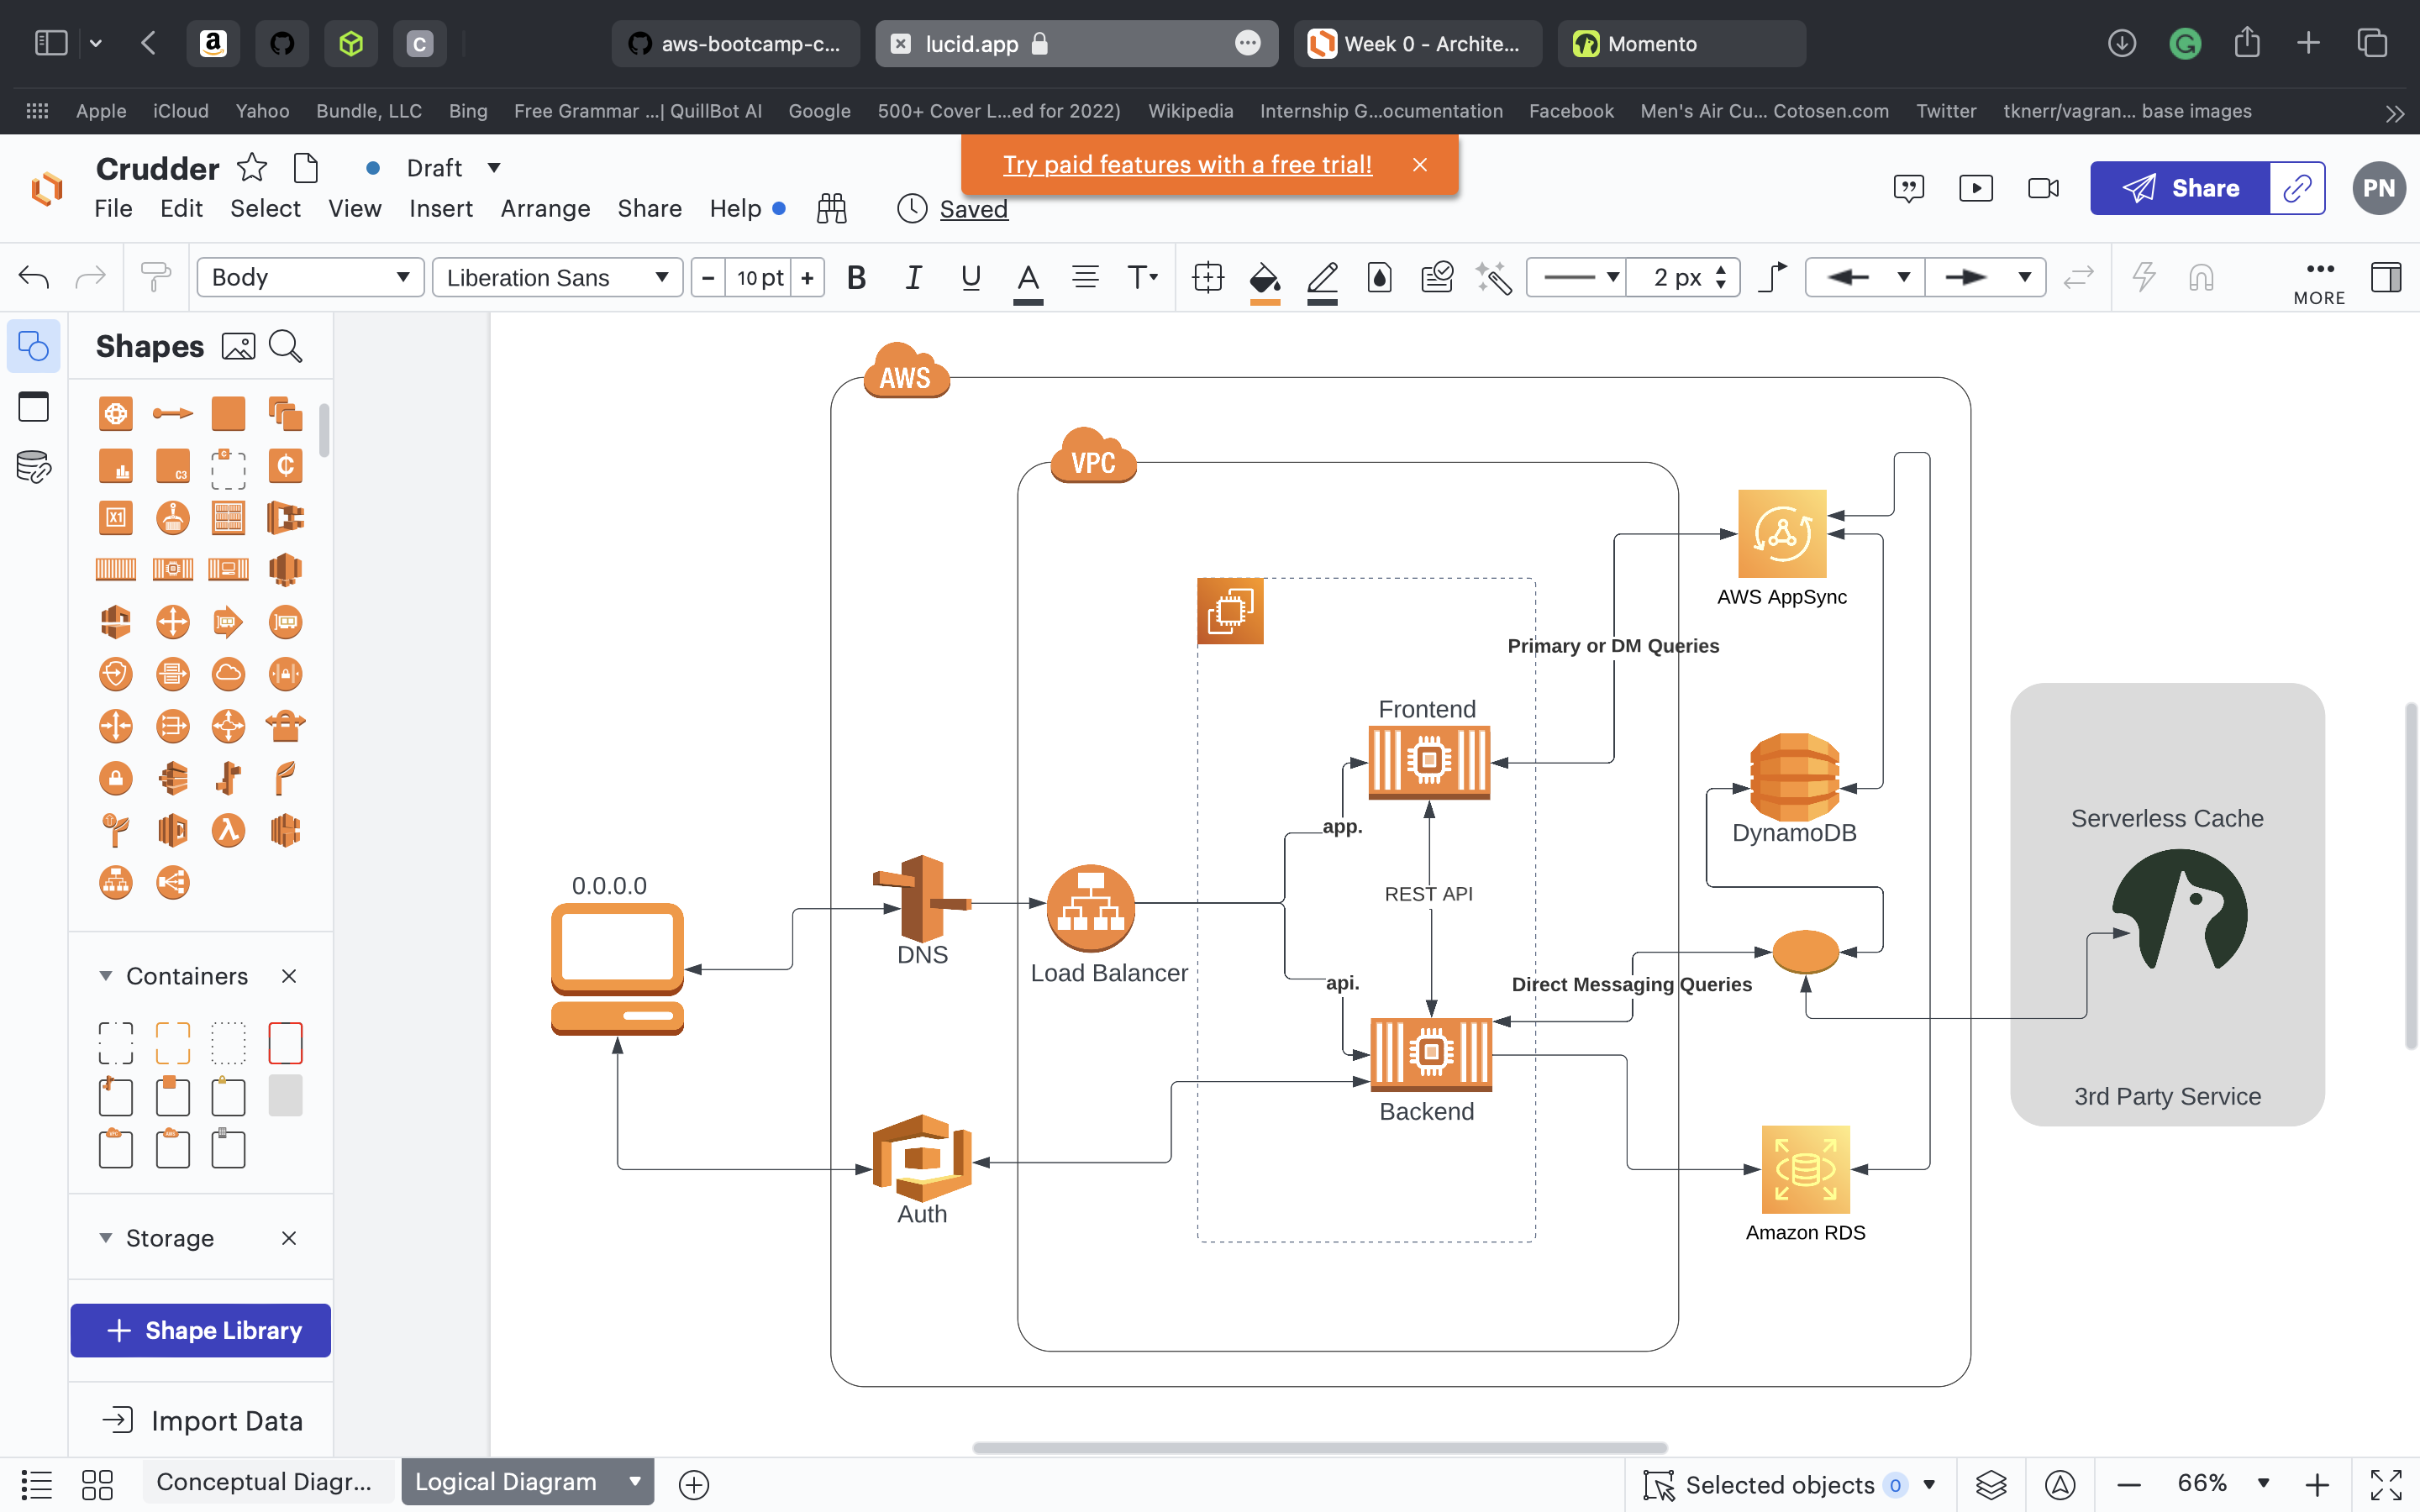 a
C
aws-bootcamp-c...
lucid.app
Week 0 - Archite...
Momento
G
Apple
iCloud
Yahoo
Bundle, LLC
Bing
Free Grammar ...| QuillBot AI
Google
500+ Cover L...ed for 2022)
Wikipedia
Internship G...ocumentation
Facebook
Men's Air Cu... Cotosen.com
Twitter
tknerr/vagran... base images
Crudder
Draft
Try paid features with a free trial!
Share
PN
File
Edit
Select
View
Insert
Arrange
Share
Help
Saved
Body
Liberation Sans
10 pt
B
I
U
A
T
2 px
MORE
Shapes
C3
X1
Containers
Storage
Shape Library
Import Data
AWS
VPC
AWS AppSync
Primary or DM Queries
Frontend
DynamoDB
Serverless Cache
app.
0.0.0.0
REST API
DNS
Load Balancer
api.
Direct Messaging Queries
Backend
3rd Party Service
Auth
Amazon RDS
Conceptual Diagr...
Logical Diagram
Selected objects
0
66%